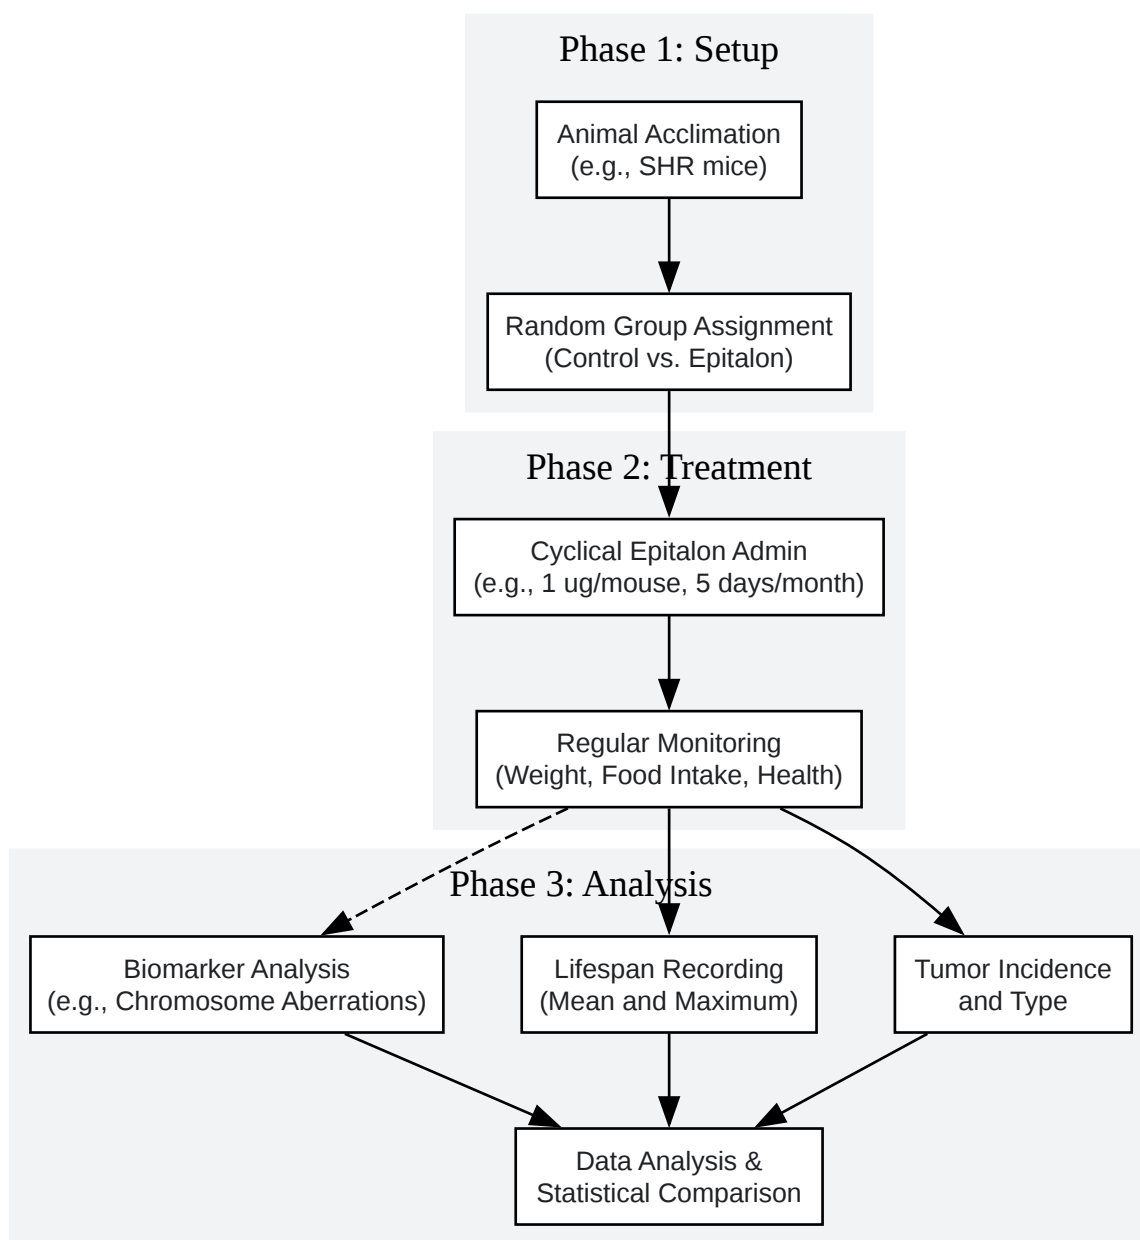 Phase 1: Setup
Animal Acclimation
(e.g., SHR mice)
Random Group Assignment
(Control vs. Epitalon)
Phase 2: Treatment
Cyclical Epitalon Admin
(e.g., 1 ug/mouse, 5 days/month)
Regular Monitoring
(Weight, Food Intake, Health)
Phase 3: Analysis
Biomarker Analysis
(e.g., Chromosome Aberrations)
Lifespan Recording
(Mean and Maximum)
Tumor Incidence
and Type
Data Analysis &
Statistical Comparison